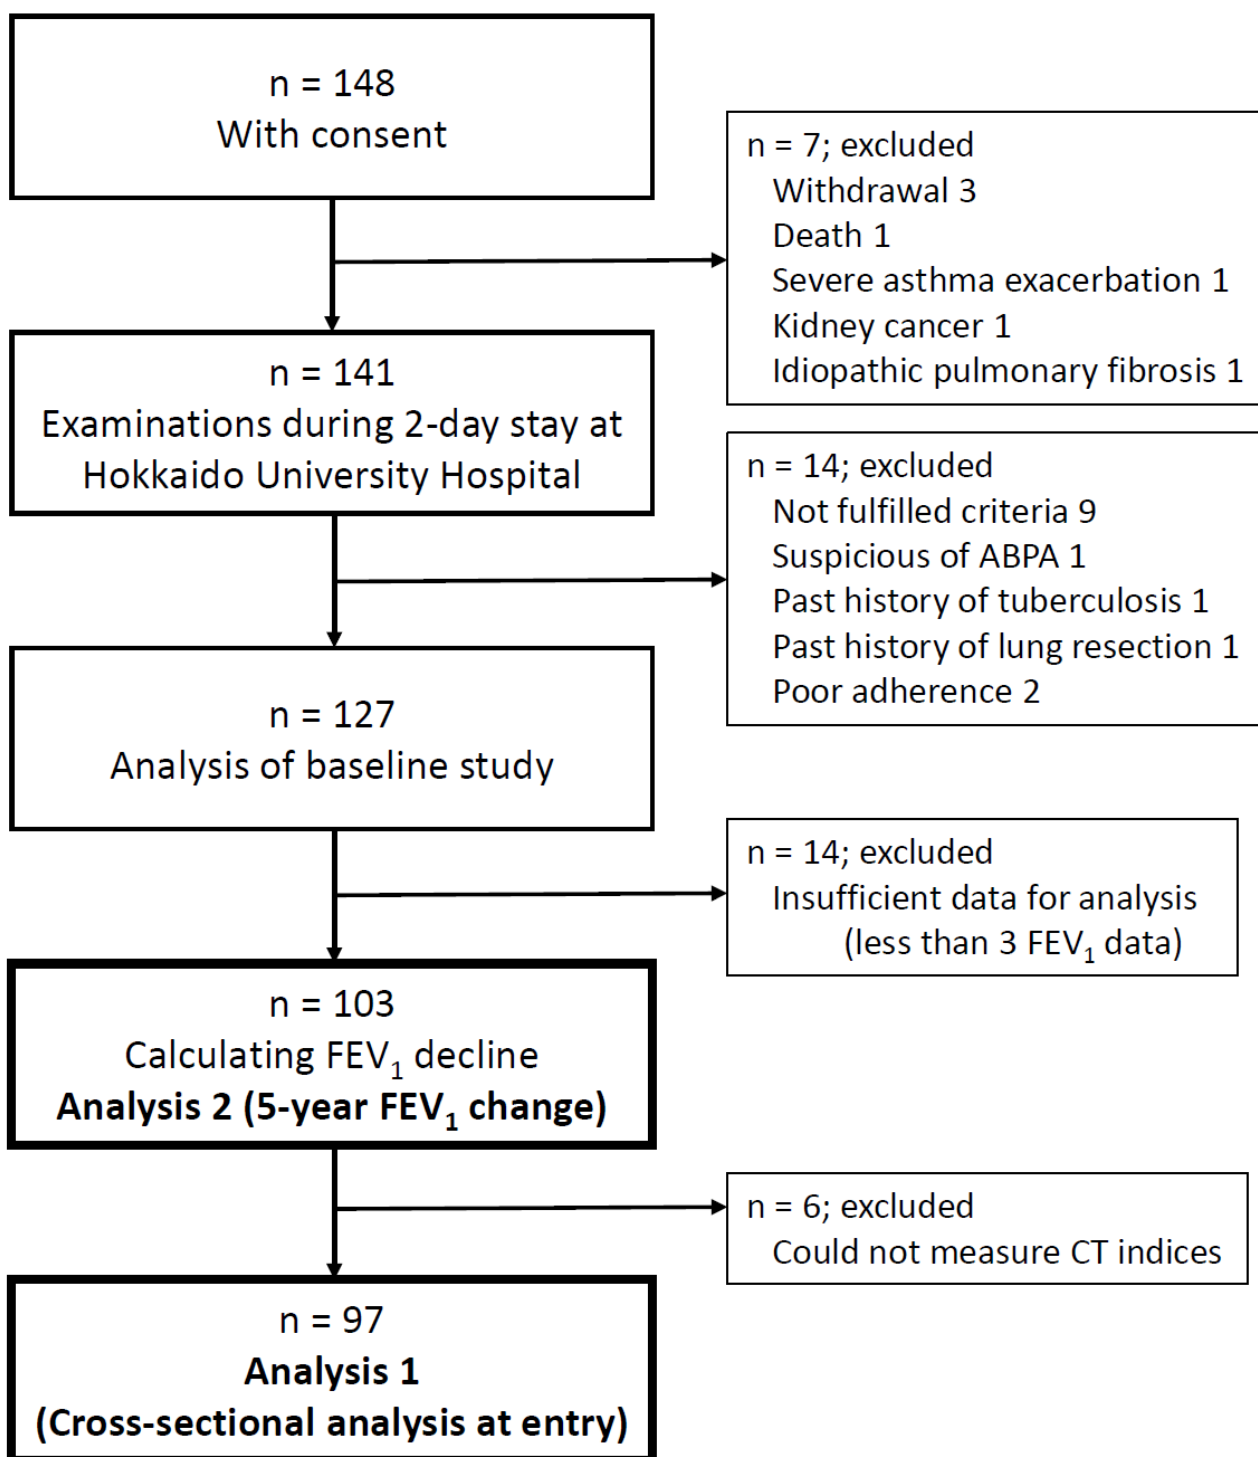 n = 148
With consent
n = 7; excluded
Withdrawal 3
Death 1
Severe asthma exacerbation 1
Kidney cancer 1
Idiopathic pulmonary fibrosis 1
n = 141
Examinations during 2-day stay at
Hokkaido University Hospital
n = 14; excluded
Not fulfilled criteria 9
Suspicious of ABPA 1
Past history of tuberculosis 1
Past history of lung resection 1
Poor adherence 2
n = 127
Analysis of baseline study
n = 14; excluded
Insufficient data for analysis
(less than 3 FEV₁ data)
n = 103
Calculating FEV₁ decline
Analysis 2 (5-year FEV₁ change)
n = 6; excluded
Could not measure CT indices
n = 97
Analysis 1
(Cross-sectional analysis at entry)